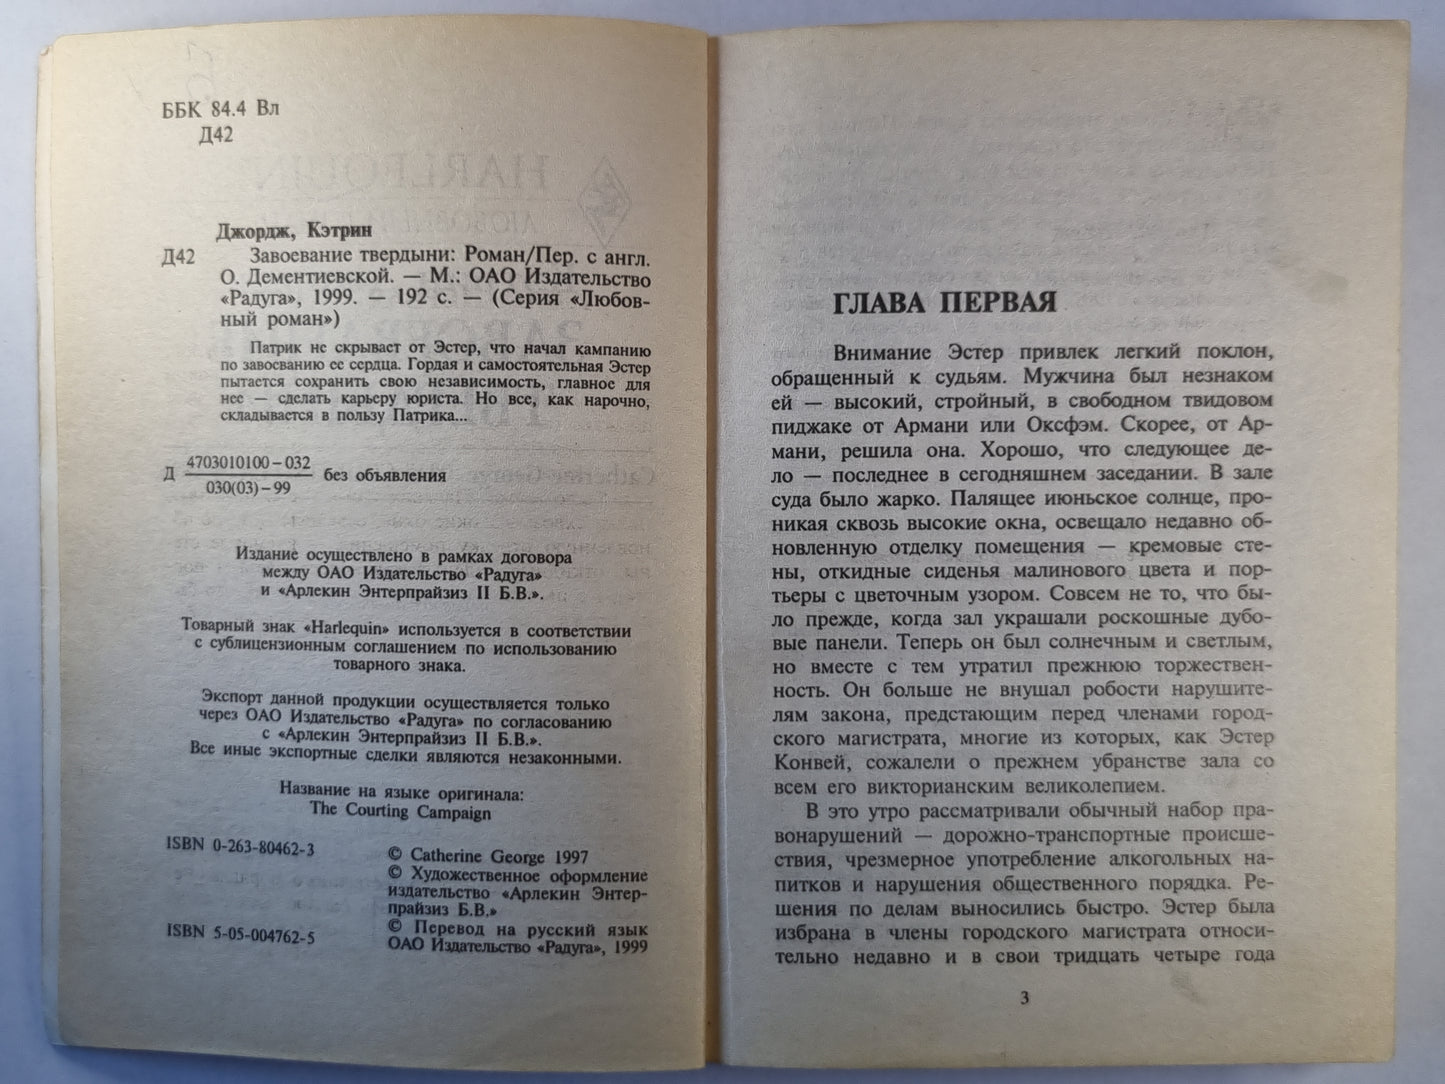 ББК 84.4 Вл
Д42
Джордж, Кэтрин
Д42 Завоевание твердыни: Роман/Пер. с англ.
О. Дементиевской. — М.: ОАО Издательство
«Радуга», 1999. — 192 с. — (Серия «Любов-
ный роман»)
Патрик не скрывает от Эстер, что начал кампанию
по завоеванию ее сердца. Гордая и самостоятельная Эстер
пытается сохранить свою независимость, главное для
нее — сделать карьеру юриста. Но все, как нарочно,
складывается в пользу Патрика...
Д 4703010100–032 без объявления
030(03)–99
Издание осуществлено в рамках договора
между ОАО Издательство «Радуга»
и «Арлекин Энтерпрайзиз II Б.В.».
Товарный знак «Harlequin» используется в соответствии
с сублицензионным соглашением по использованию
товарного знака.
Экспорт данной продукции осуществляется только
через ОАО Издательство «Радуга» по согласованию
с «Арлекин Энтерпрайзиз II Б.В.».
Все иные экспортные сделки являются незаконными.
Название на языке оригинала:
The Courting Campaign
ISBN 0-263-80462-3
© Catherine George 1997
© Художественное оформление
издательство «Арлекин Энтер-
прайзиз Б.В.»
ISBN 5-05-004762-5
© Перевод на русский язык
ОАО Издательство «Радуга», 1999
ГЛАВА ПЕРВАЯ
Внимание Эстер привлек легкий поклон,
обращенный к судьям. Мужчина был незнаком
ей — высокий, стройный, в свободном твидовом
пиджаке от Армани или Оксфэм. Скорее, от Ар-
мани, решила она. Хорошо, что следующее де-
ло — последнее в сегодняшнем заседании. В зале
суда было жарко. Палящее июньское солнце, про-
никая сквозь высокие окна, освещало недавно об-
новленную отделку помещения — кремовые сте-
ны, откидные сиденья малинового цвета и пор-
тьеры с цветочным узором. Совсем не то, что бы-
ло прежде, когда зал украшали роскошные дубо-
вые панели. Теперь он был солнечным и светлым,
но вместе с тем утратил прежнюю торжествен-
ность. Он больше не внушал робости нарушите-
лям закона, предстающим перед членами город-
ского магистрата, многие из которых, как Эстер
Конвей, сожалели о прежнем убранстве зала со
всем его викторианским великолепием.
В это утро рассматривали обычный набор пра-
вонарушений — дорожно-транспортные происше-
ствия, чрезмерное употребление алкогольных на-
питков и нарушения общественного порядка. Ре-
шения по делам выносились быстро. Эстер была
избрана в члены городского магистрата относи-
тельно недавно и в свои тридцать четыре года
3